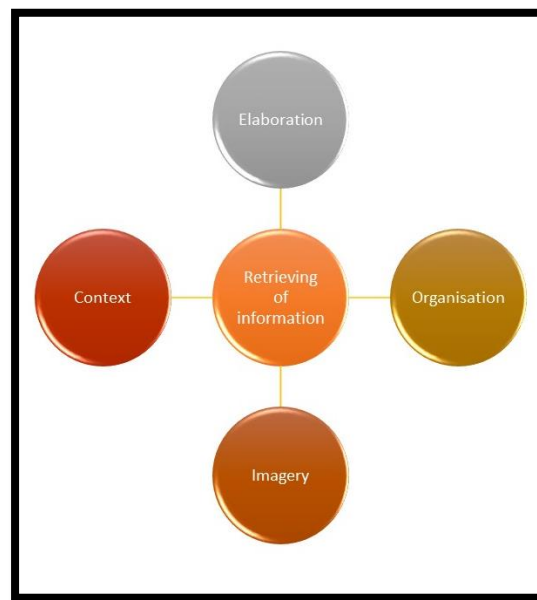 Elaboration
Context
Retrieving
of
information
Organisation
Imagery